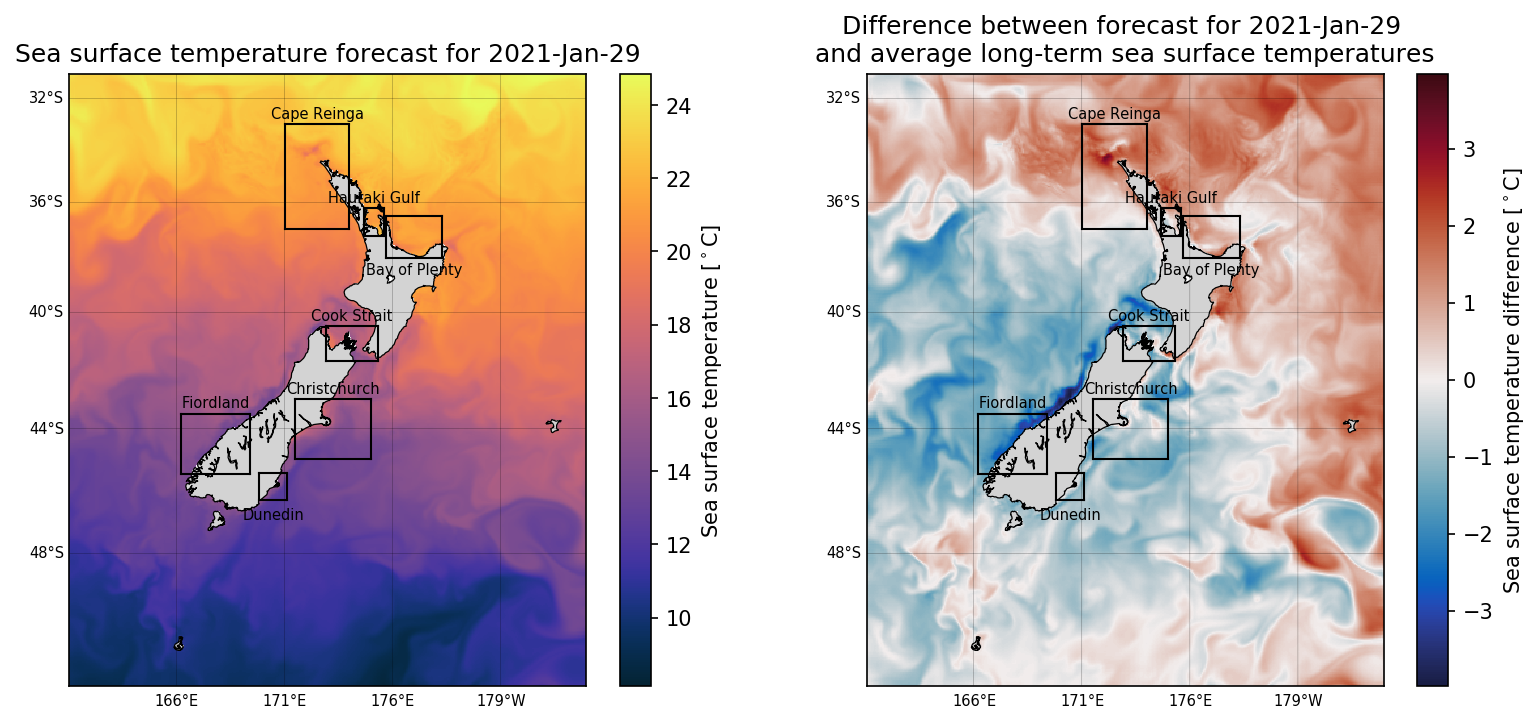 Sea surface temperature forecast for 2021-Jan-29
32°S
36°S
40°S
44°S
48°S
166°E
171°E
176°E
179°W
Cape Reinga
Hauraki Gulf
Bay of Plenty
Cook Strait
Christchurch
Fiordland
Dunedin
24
22
20
18
16
14
12
10
Sea surface temperature [°C]
Difference between forecast for 2021-Jan-29
and average long-term sea surface temperatures
32°S
36°S
40°S
44°S
48°S
166°E
171°E
176°E
179°W
Cape Reinga
Hauraki Gulf
Bay of Plenty
Cook Strait
Christchurch
Fiordland
Dunedin
3
2
1
0
−1
−2
−3
Sea surface temperature difference [°C]